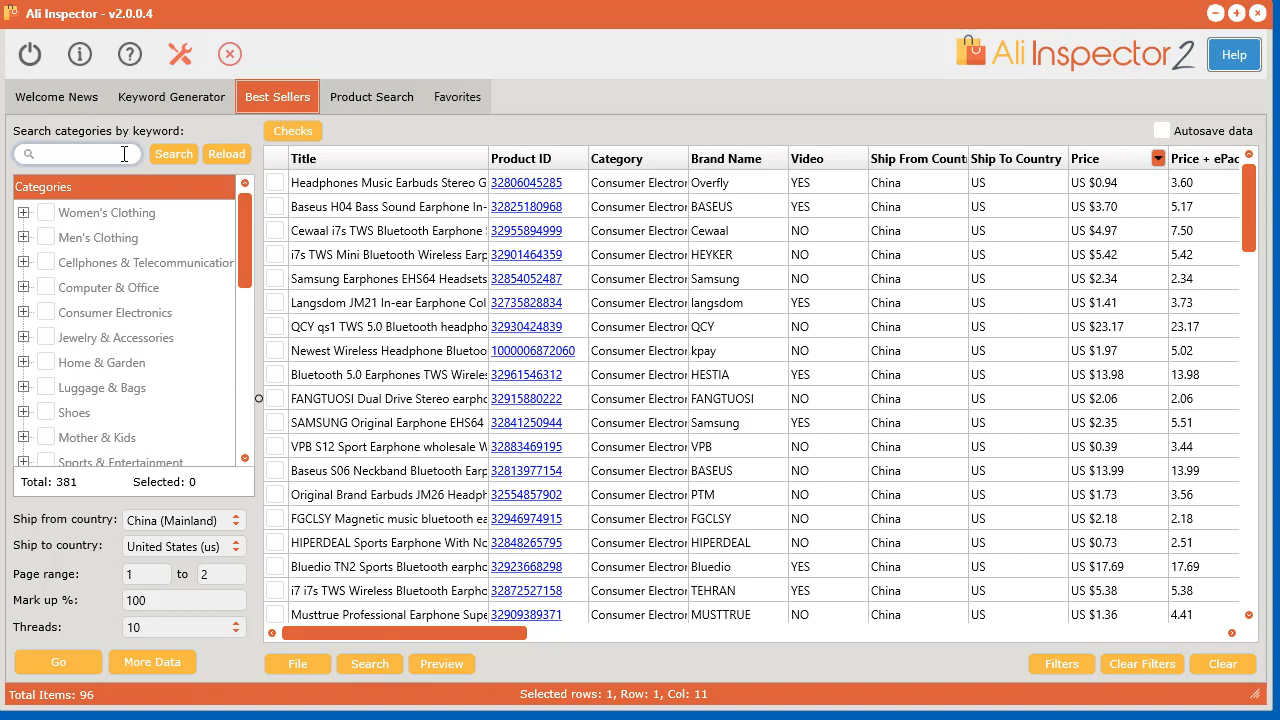 Ali Inspector - v2.0.0.4
Ali Inspector 2
Help
Welcome News Keyword Generator Best Sellers Product Search Favorites
Search categories by keyword:
Search Reload
Categories
Women's Clothing
Men's Clothing
Cellphones & Telecommunication
Computer & Office
Consumer Electronics
Jewelry & Accessories
Home & Garden
Luggage & Bags
Shoes
Mother & Kids
Sports & Entertainment
Total: 381 Selected: 0
Ship from country: China (Mainland)
Ship to country: United States (us)
Page range: 1 to 2
Mark up %: 100
Threads: 10
Go More Data
Checks Autosave data
Title Product ID Category Brand Name Video Ship From Count Ship To Country Price Price + ePac
Headphones Music Earbuds Stereo G 32806045285 Consumer Electror Overfly YES China US US $0.94 3.60
Baseus H04 Bass Sound Earphone In- 32825180968 Consumer Electror BASEUS YES China US US $3.70 5.17
Cewaal i7s TWS Bluetooth Earphone 32955894999 Consumer Electror Cewaal NO China US US $4.97 7.50
i7s TWS Mini Bluetooth Wireless Earp 32901464359 Consumer Electror HEYKER NO China US US $5.42 5.42
Samsung Earphones EHS64 Headsets 32854052487 Consumer Electror Samsung NO China US US $2.34 2.34
Langsdom JM21 In-ear Earphone Col 32735828834 Consumer Electror langsdom YES China US US $1.41 3.73
QCY qs1 TWS 5.0 Bluetooth headpho 32930424839 Consumer Electror QCY NO China US US $23.17 23.17
Newest Wireless Headphone Bluetoo 1000006872060 Consumer Electror kpay NO China US US $1.97 5.02
Bluetooth 5.0 Earphones TWS Wireles 32961546312 Consumer Electror HESTIA NO China US US $13.98 13.98
FANGTUOSI Dual Drive Stereo earpho 32915880222 Consumer Electror FANGTUOSI NO China US US $2.06 2.06
SAMSUNG Original Earphone EHS64 32841250944 Consumer Electror Samsung YES China US US $2.35 5.51
VPB S12 Sport Earphone wholesale W 32883469195 Consumer Electror VPB NO China US US $0.39 3.44
Baseus S06 Neckband Bluetooth Earp 32813977154 Consumer Electror BASEUS NO China US US $13.99 13.99
Original Brand Earbuds JM26 Headph 32554857902 Consumer Electror PTM NO China US US $1.73 3.56
FGCLSY Magnetic music bluetooth ea 32946974915 Consumer Electror FGCLSY NO China US US $2.18 2.18
HIPERDEAL Sports Earphone With No 32848265795 Consumer Electror HIPERDEAL NO China US US $0.73 2.51
Bluedio TN2 Sports Bluetooth earpho 32923668298 Consumer Electror Bluedio YES China US US $17.69 17.69
i7 i7s TWS Wireless Bluetooth Earpho 32872527158 Consumer Electror TEHRAN YES China US US $5.38 5.38
Musttrue Professional Earphone Supe 32909389371 Consumer Electror MUSTTRUE NO China US US $1.36 4.41
File Search Preview Filters Clear Filters Clear
Total Items: 96 Selected rows: 1, Row: 1, Col: 11